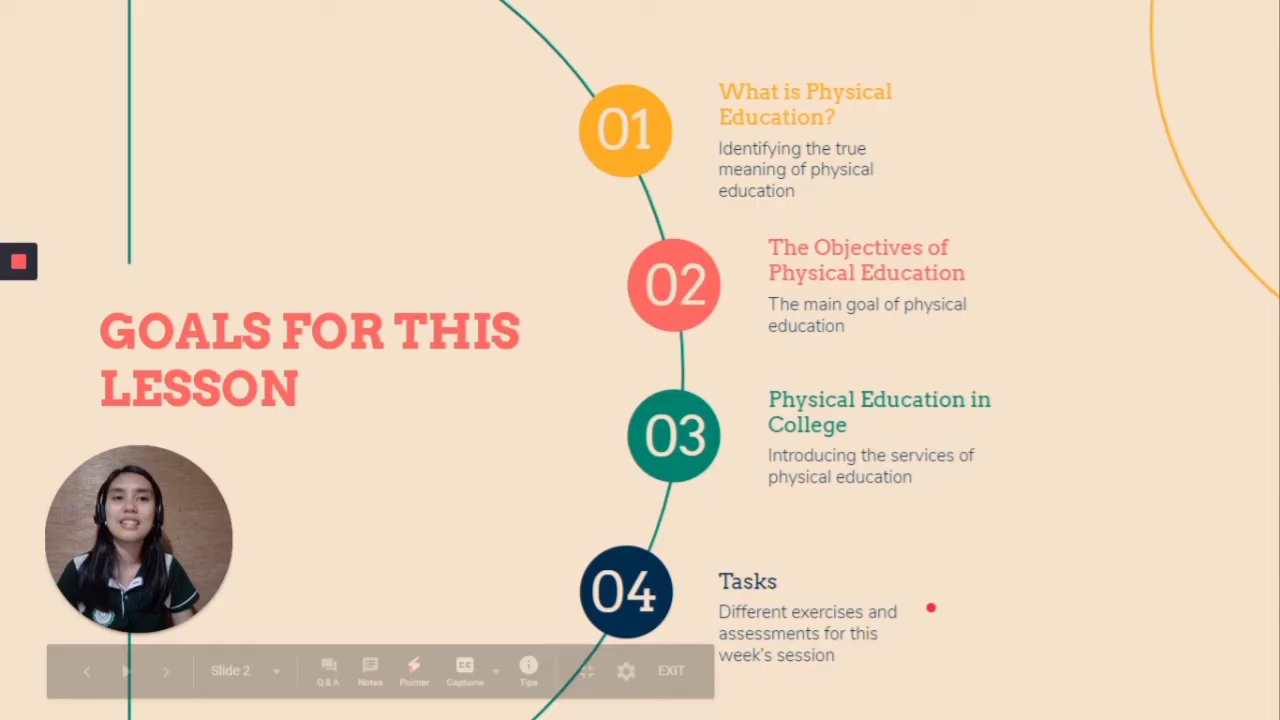 GOALS FOR THIS
LESSON
01
What is Physical
Education?
Identifying the true
meaning of physical
education
02
The Objectives of
Physical Education
The main goal of physical
education
03
Physical Education in
College
Introducing the services of
physical education
04
Tasks
Different exercises and
assessments for this
week's session
Slide 2
Q & A
Notes
Pointer
CC
Captions
Tips
EXIT